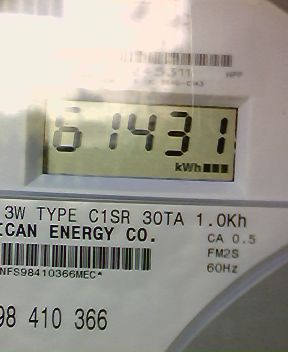 61431
kWh
3W TYPE C1SR 30TA 1.0Kh
ICAN ENERGY CO.
CA 0.5
FM2S
60Hz
NFS98410366MEC*
98 410 366